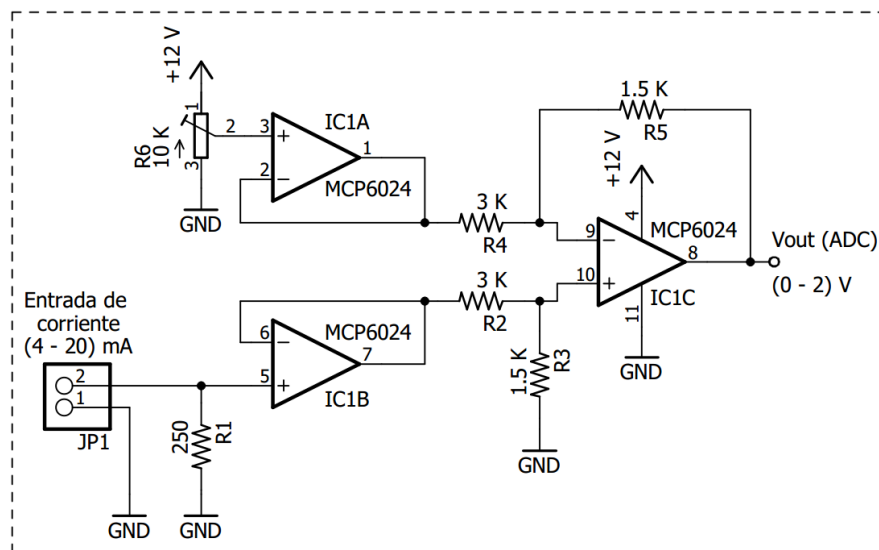 +12 V
1
2
3
R6
10 K
GND
3
2
1
IC1A
MCP6024
1.5 K
R5
+12 V
3 K
R4
9
10
4
8
11
MCP6024
IC1C
GND
Vout (ADC)
(0 - 2) V
3 K
R2
1.5 K
R3
GND
Entrada de
corriente
(4 - 20) mA
2
1
JP1
GND
250
R1
GND
6
5
7
MCP6024
IC1B